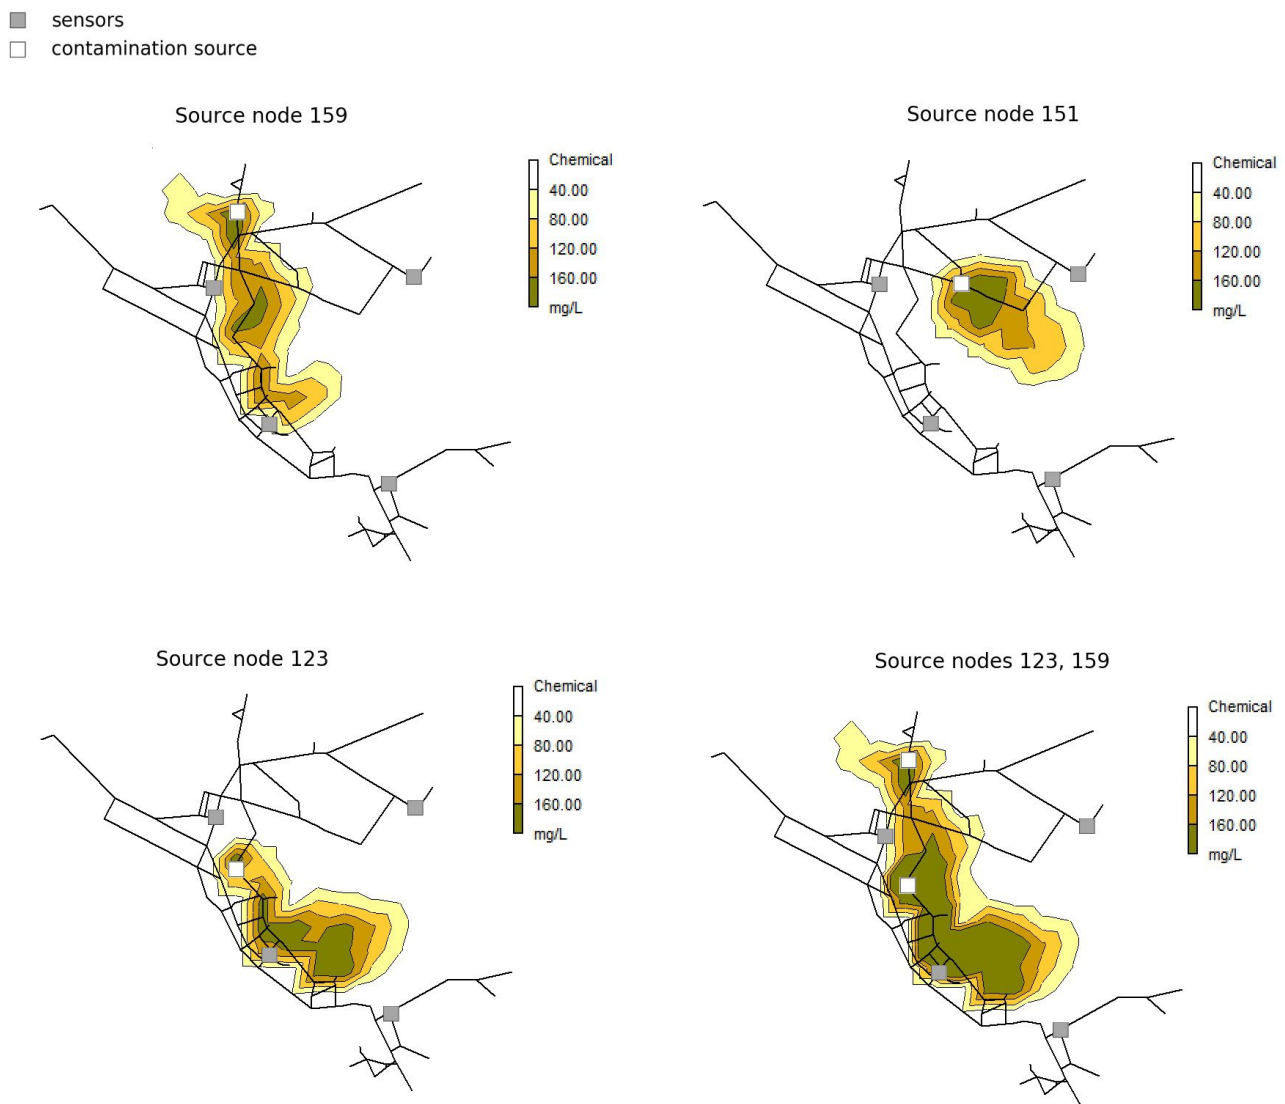 sensors
contamination source
Source node 159
Chemical
40.00
80.00
120.00
160.00
mg/L
Source node 151
Chemical
40.00
80.00
120.00
160.00
mg/L
Source node 123
Chemical
40.00
80.00
120.00
160.00
mg/L
Source nodes 123, 159
Chemical
40.00
80.00
120.00
160.00
mg/L